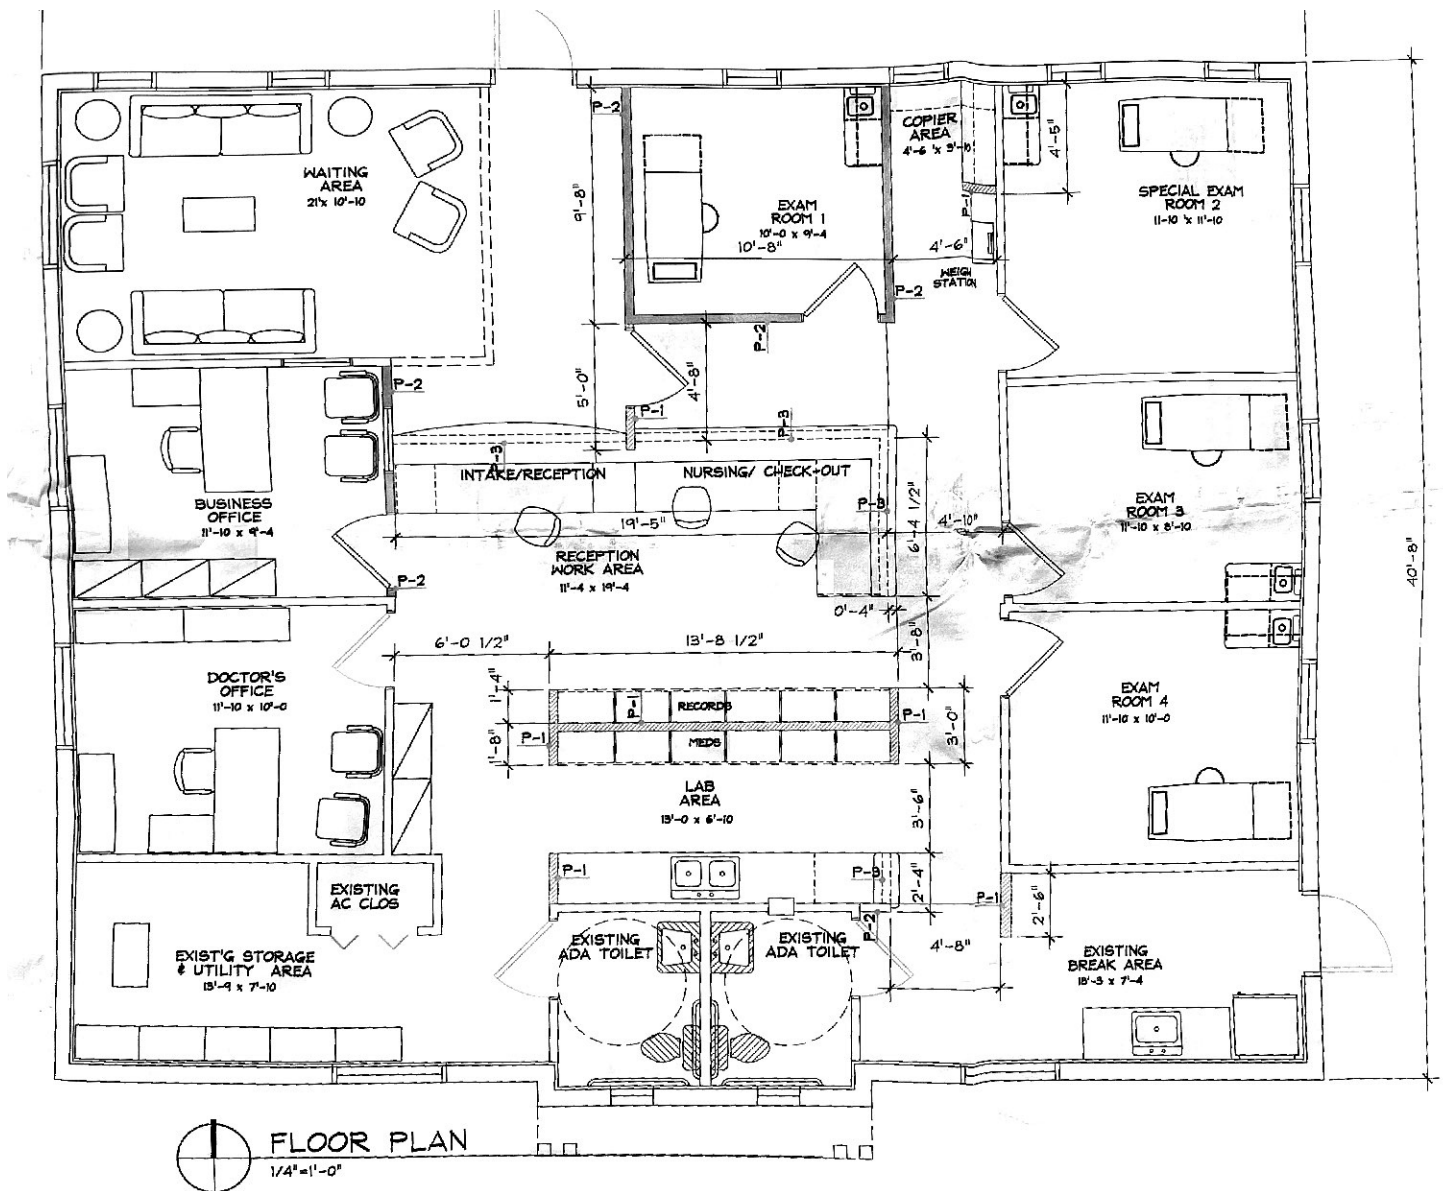 P-2
COPIER
AREA
4'-6 'x 3'-10
4'-5"
WAITING
AREA
21'x 10'-10
9'-8"
EXAM
ROOM 1
10'-0 x 9'-4
10'-8"
P-1
4'-6"
WEIGH
STATION
SPECIAL EXAM
ROOM 2
11-10 'x 11'-10
P-2
P-2
5'-0"
4'-8"
P-2
P-1
P-3
P-3
INTAKE/RECEPTION
NURSING/ CHECK-OUT
P-3
6'-4 1/2"
BUSINESS
OFFICE
11'-10 x 9'-4
19'-5"
4'-10"
EXAM
ROOM 3
11'-10 x 8'-10
40'-8"
RECEPTION
WORK AREA
11'-4 x 19'-4
P-2
0'-4"
6'-0 1/2"
13'-8 1/2"
3'-8"
DOCTOR'S
OFFICE
11'-10 x 10'-0
1'-4"
P-1
RECORDS
P-1
3'-0"
EXAM
ROOM 4
11'-10 x 10'-0
P-1
1'-8"
MEDS
LAB
AREA
13'-0 x 6'-10
3'-6"
P-1
P-3
2'-4"
P-1
2'-6"
EXISTING
AC CLOS
P-2
EXIST'G STORAGE
& UTILITY AREA
13'-9 x 7'-10
EXISTING
ADA TOILET
EXISTING
ADA TOILET
4'-8"
EXISTING
BREAK AREA
13'-3 x 7'-4
FLOOR PLAN
1/4"=1'-0"